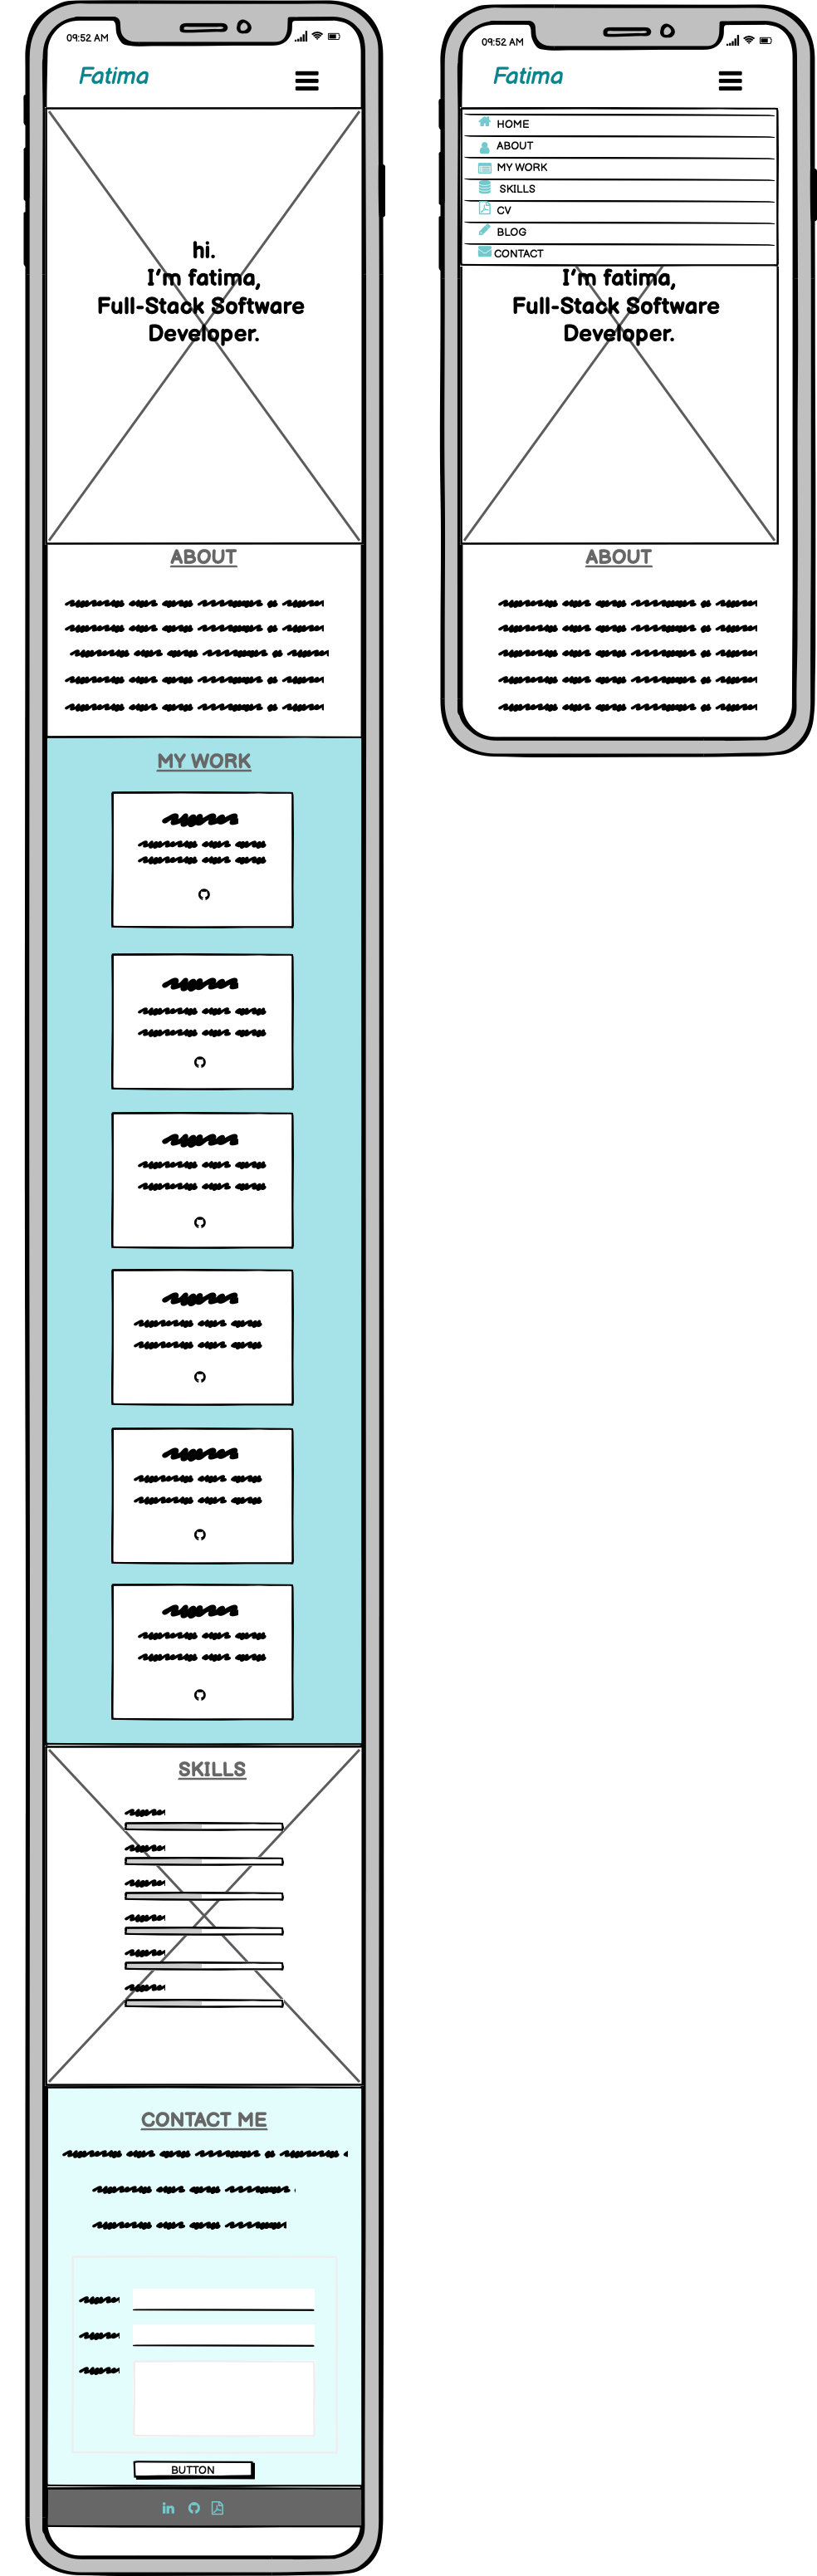 09:52 AM
Fatima
hi.
I'm fatima,
Full-Stack Software
Developer.
ABOUT
MY WORK
SKILLS
CONTACT ME
BUTTON
in
09:52 AM
Fatima
HOME
ABOUT
MY WORK
SKILLS
CV
BLOG
CONTACT
I'm fatima,
Full-Stack Software
Developer.
ABOUT